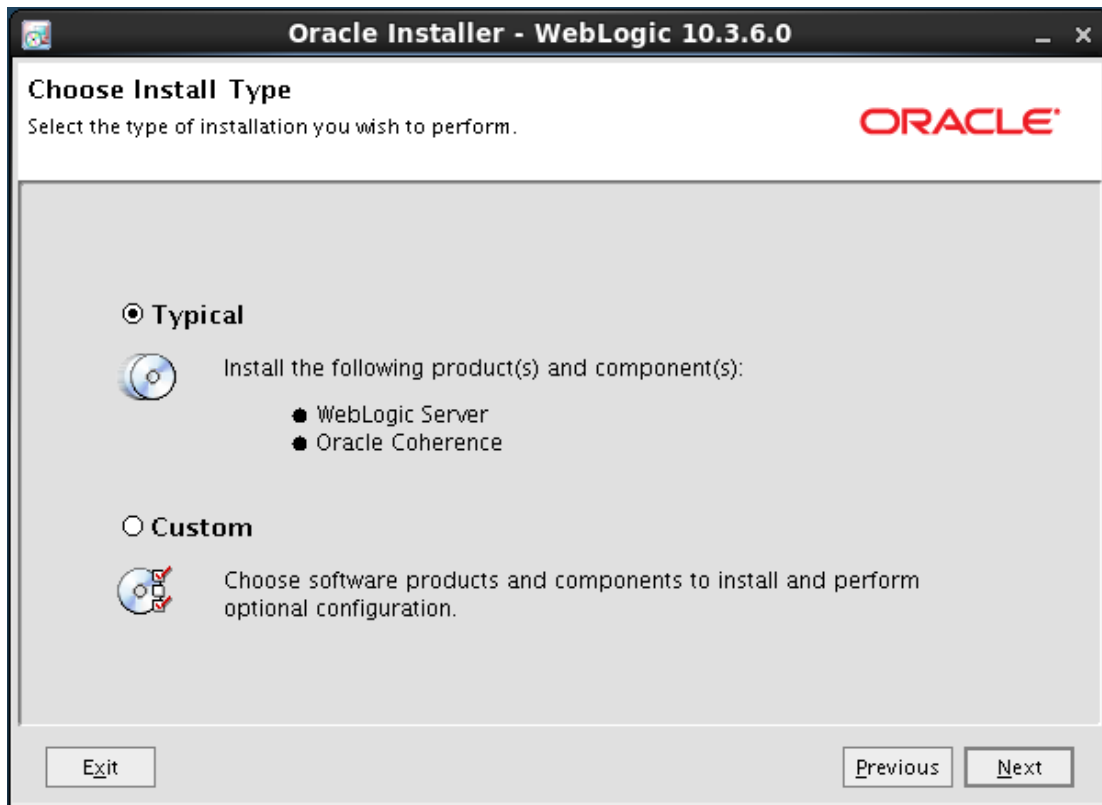 Oracle Installer - WebLogic 10.3.6.0
Choose Install Type
Select the type of installation you wish to perform.
ORACLE
Typical
Install the following product(s) and component(s):
WebLogic Server
Oracle Coherence
Custom
Choose software products and components to install and perform
optional configuration.
Exit
Previous
Next